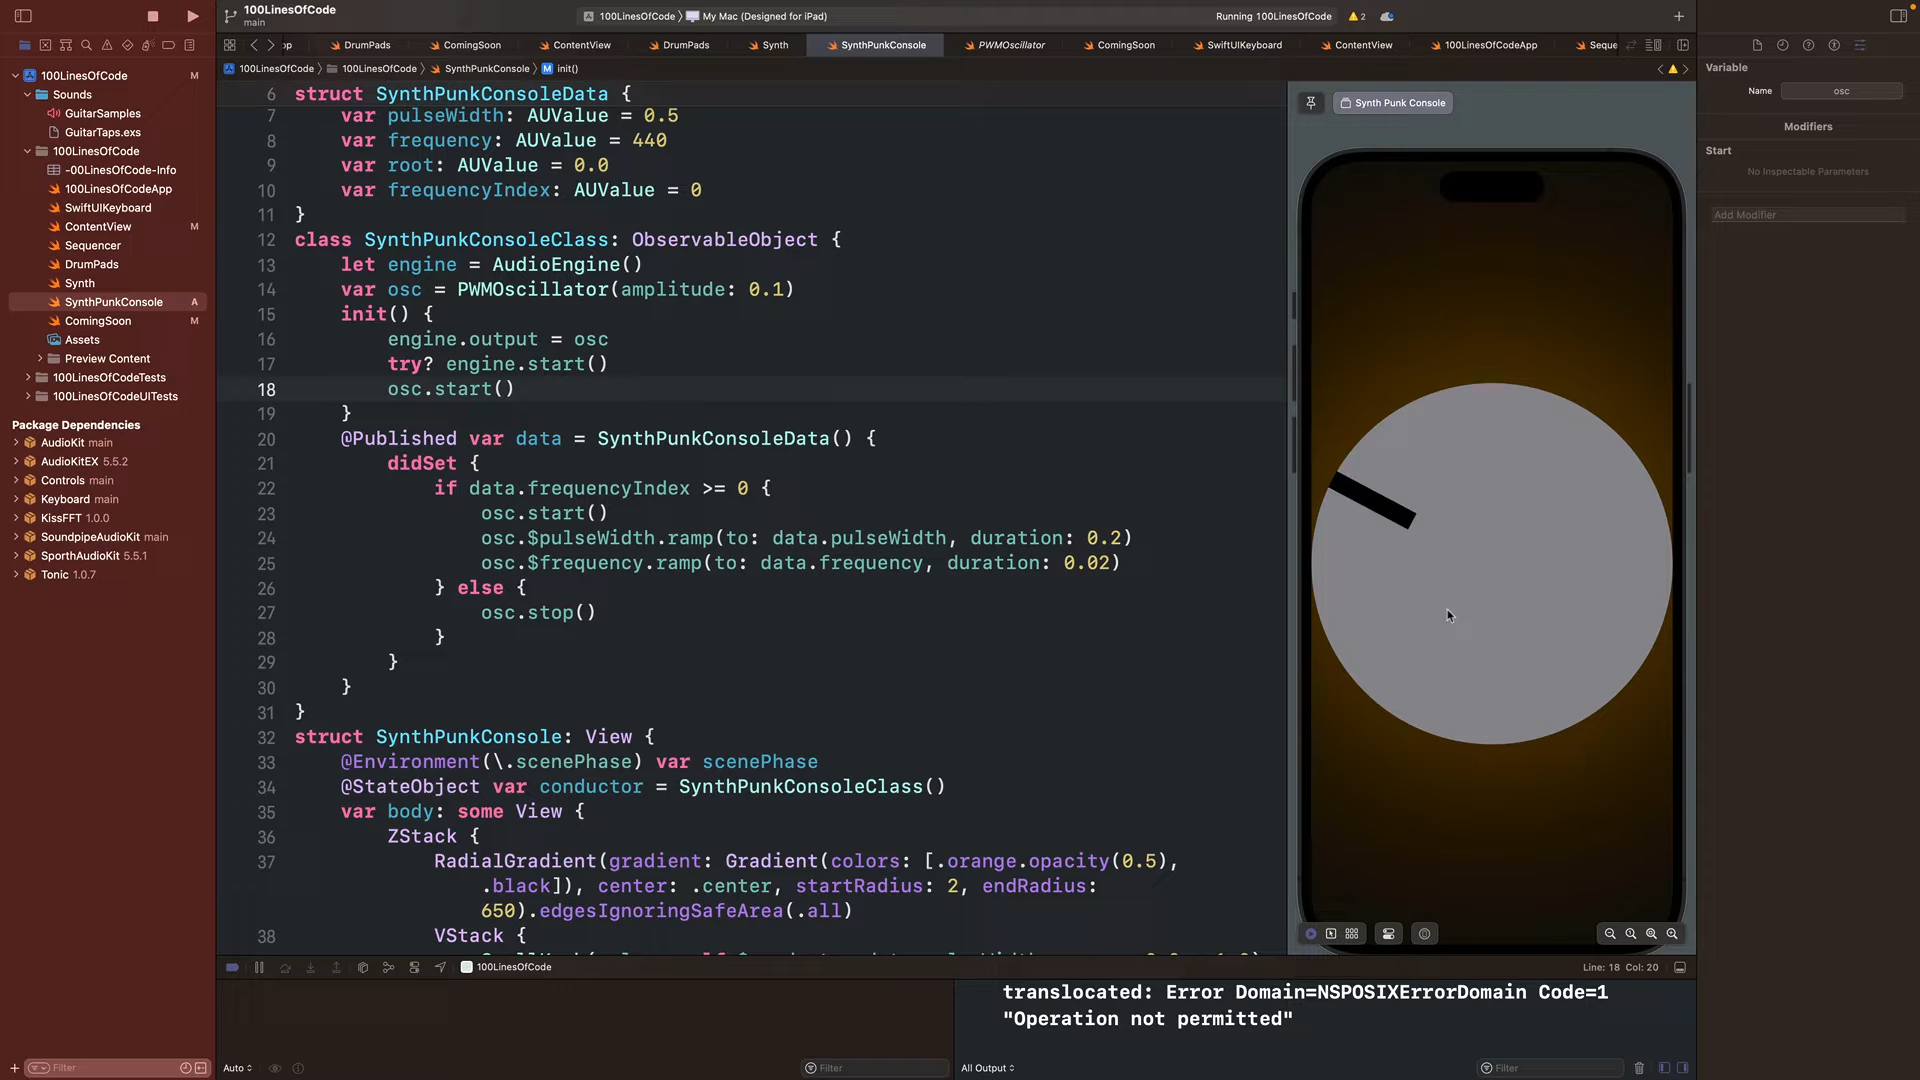 100LinesOfCode
main
100LinesOfCode
My Mac (Designed for iPad)
Running 100LinesOfCode
2
DrumPads
ComingSoon
ContentView
DrumPads
Synth
SynthPunkConsole
PWMOscillator
ComingSoon
SwiftUIKeyboard
ContentView
100LinesOfCodeApp
Seque
100LinesOfCode
100LinesOfCode
SynthPunkConsole
M init()
100LinesOfCode M
Sounds
GuitarSamples
GuitarTaps.exs
100LinesOfCode
-00LinesOfCode-Info
100LinesOfCodeApp
SwiftUIKeyboard
ContentView M
Sequencer
DrumPads
Synth
SynthPunkConsole A
ComingSoon M
Assets
Preview Content
100LinesOfCodeTests
100LinesOfCodeUITests
Package Dependencies
AudioKit main
AudioKitEX 5.5.2
Controls main
Keyboard main
KissFFT 1.0.0
SoundpipeAudioKit main
SporthAudioKit 5.5.1
Tonic 1.0.7
Filter
6 struct SynthPunkConsoleData {
7 var pulseWidth: AUValue = 0.5
8 var frequency: AUValue = 440
9 var root: AUValue = 0.0
10 var frequencyIndex: AUValue = 0
11 }
12 class SynthPunkConsoleClass: ObservableObject {
13 let engine = AudioEngine()
14 var osc = PWMOscillator(amplitude: 0.1)
15 init() {
16 engine.output = osc
17 try? engine.start()
18 osc.start()
19 }
20 @Published var data = SynthPunkConsoleData() {
21 didSet {
22 if data.frequencyIndex >= 0 {
23 osc.start()
24 osc.$pulseWidth.ramp(to: data.pulseWidth, duration: 0.2)
25 osc.$frequency.ramp(to: data.frequency, duration: 0.02)
26 } else {
27 osc.stop()
28 }
29 }
30 }
31 }
32 struct SynthPunkConsole: View {
33 @Environment(\.scenePhase) var scenePhase
34 @StateObject var conductor = SynthPunkConsoleClass()
35 var body: some View {
36 ZStack {
37 RadialGradient(gradient: Gradient(colors: [.orange.opacity(0.5),
.black]), center: .center, startRadius: 2, endRadius:
650).edgesIgnoringSafeArea(.all)
38 VStack {
Synth Punk Console
Variable
Name osc
Modifiers
Start
No Inspectable Parameters
Add Modifier
100LinesOfCode
Line: 18 Col: 20
translocated: Error Domain=NSPOSIXErrorDomain Code=1
"Operation not permitted"
Auto
Filter
All Output
Filter